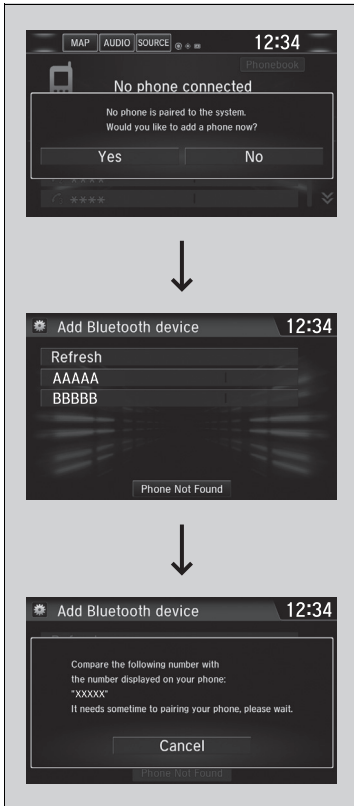 MAP AUDIO SOURCE 12:34
Phonebook
No phone connected
No phone is paired to the system.
Would you like to add a phone now?
Yes No
****
****
Add Bluetooth device 12:34
Refresh
AAAAA
BBBBB
Phone Not Found
Add Bluetooth device 12:34
Refresh
Compare the following number with
the number displayed on your phone:
"XXXXX"
It needs sometime to pairing your phone, please wait.
Cancel
Phone Not Found